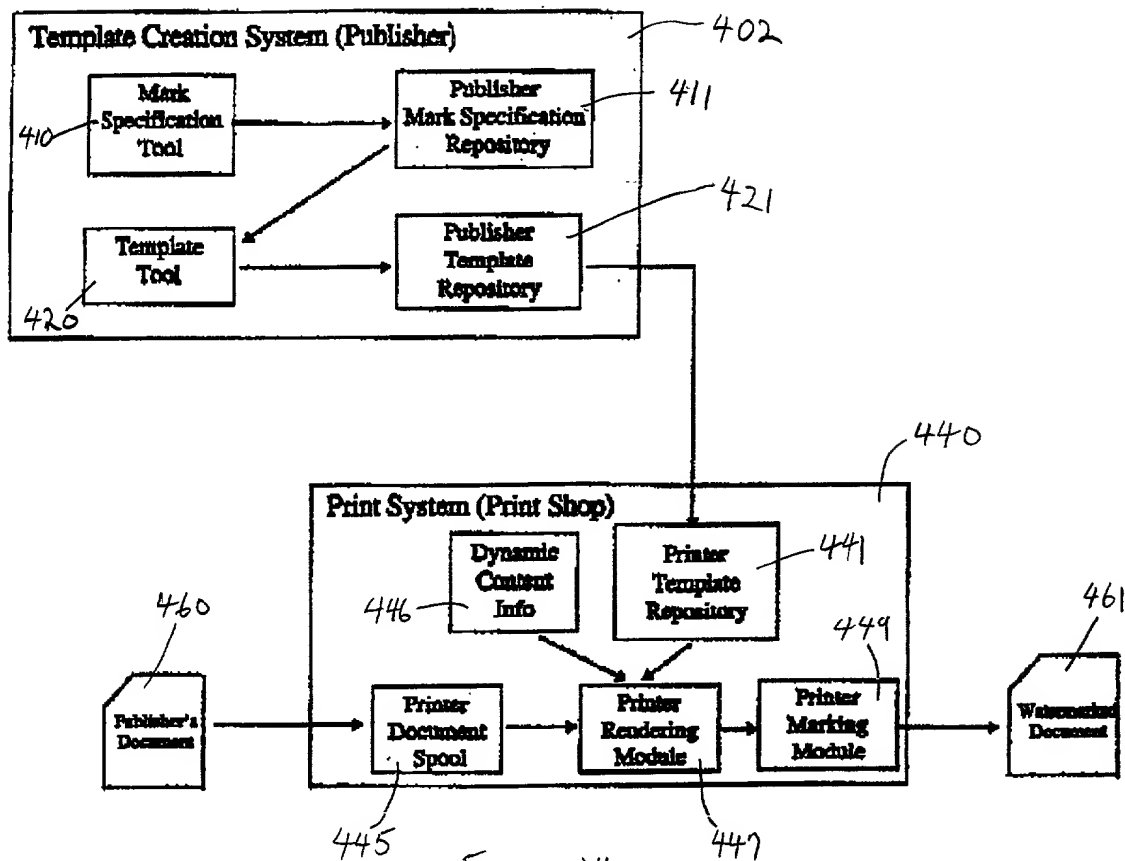 Template Creation System (Publisher)
402
Mark
Specification
Tool
410
Publisher
Mark Specification
Repository
411
421
Template
Tool
420
Publisher
Template
Repository
440
Print System (Print Shop)
Dynamic
Content
Info
446
Printer
Template
Repository
441
460
449
461
Publisher's
Document
Printer
Document
Spool
Printer
Rendering
Module
Printer
Marking
Module
Watermarked
Document
445
447